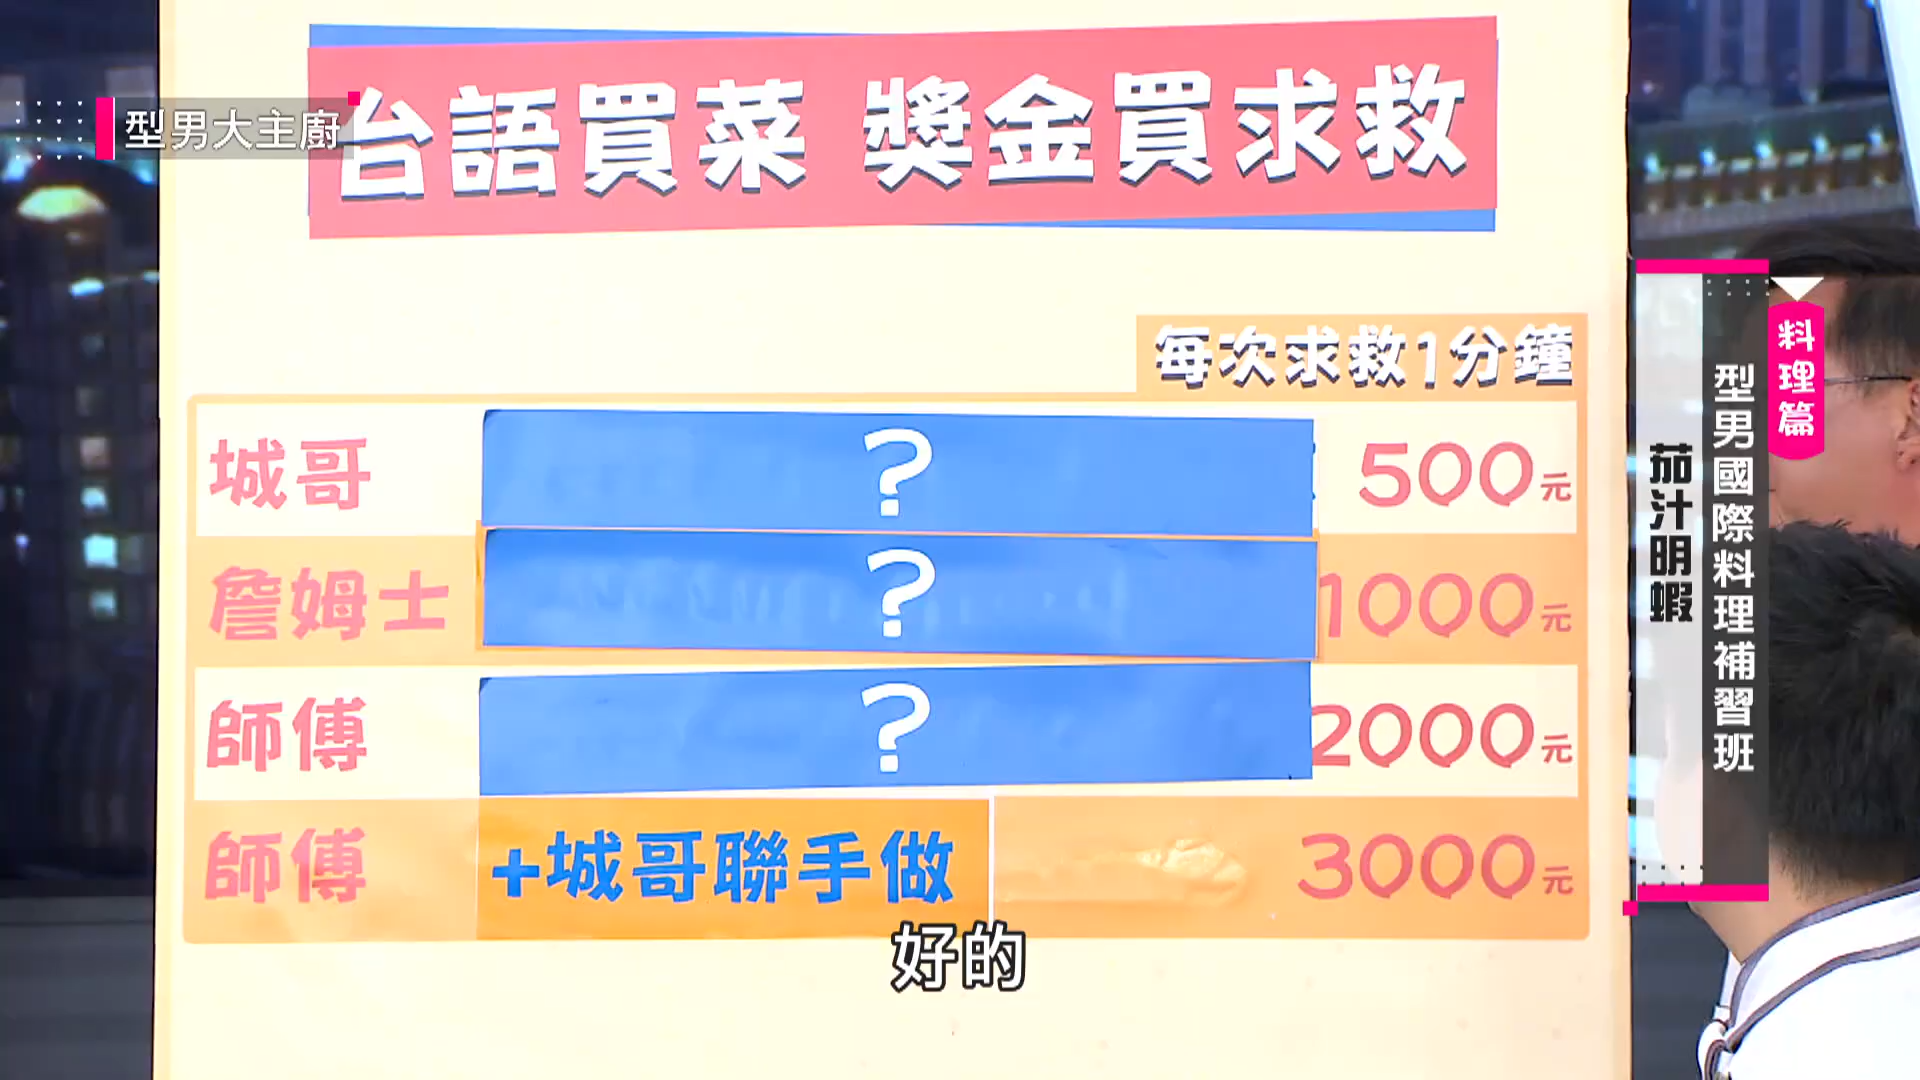 型男大主廚
台語買菜 獎金買求救
每次求救1分鐘
城哥 ? 500元
詹姆士 ? 1000元
師傅 ? 2000元
師傅 +城哥聯手做 3000元
好的
料理篇
型男國際料理補習班
茄汁明蝦